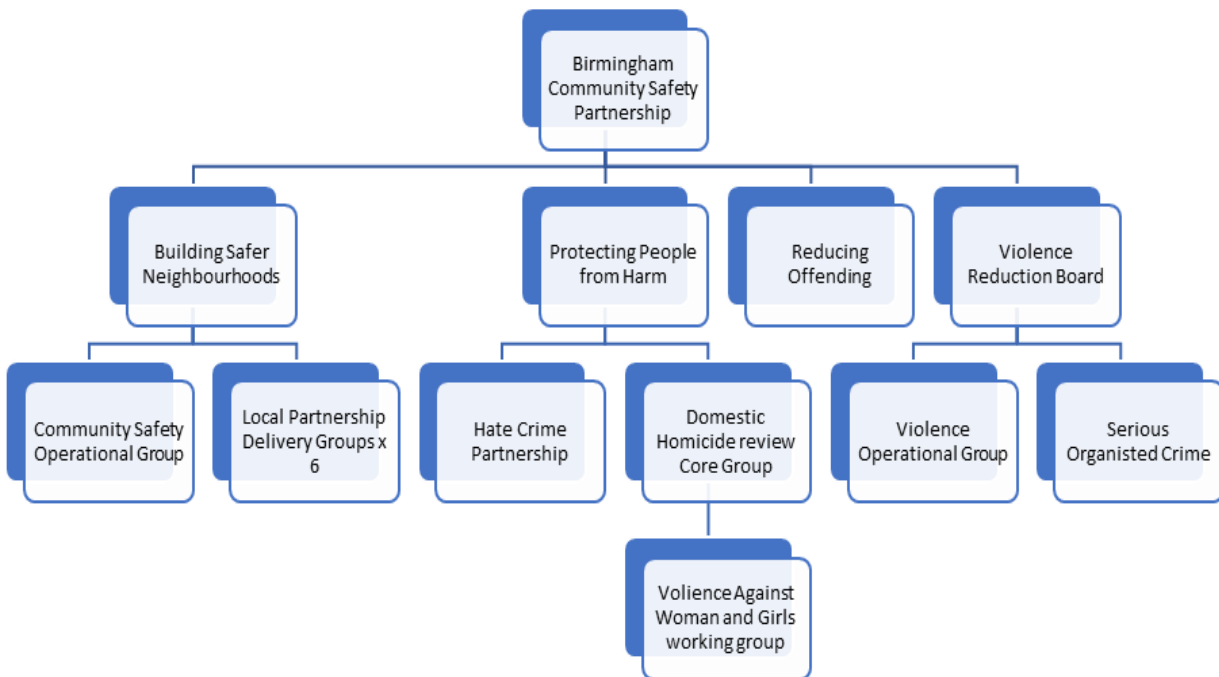 Birmingham
Community Safety
Partnership
Building Safer
Neighbourhoods
Protecting People
from Harm
Reducing
Offending
Violence
Reduction Board
Community Safety
Operational Group
Local Partnership
Delivery Groups x
6
Hate Crime
Partnership
Domestic
Homicide review
Core Group
Violence
Operational Group
Serious
Organisted Crime
Volience Against
Woman and Girls
working group